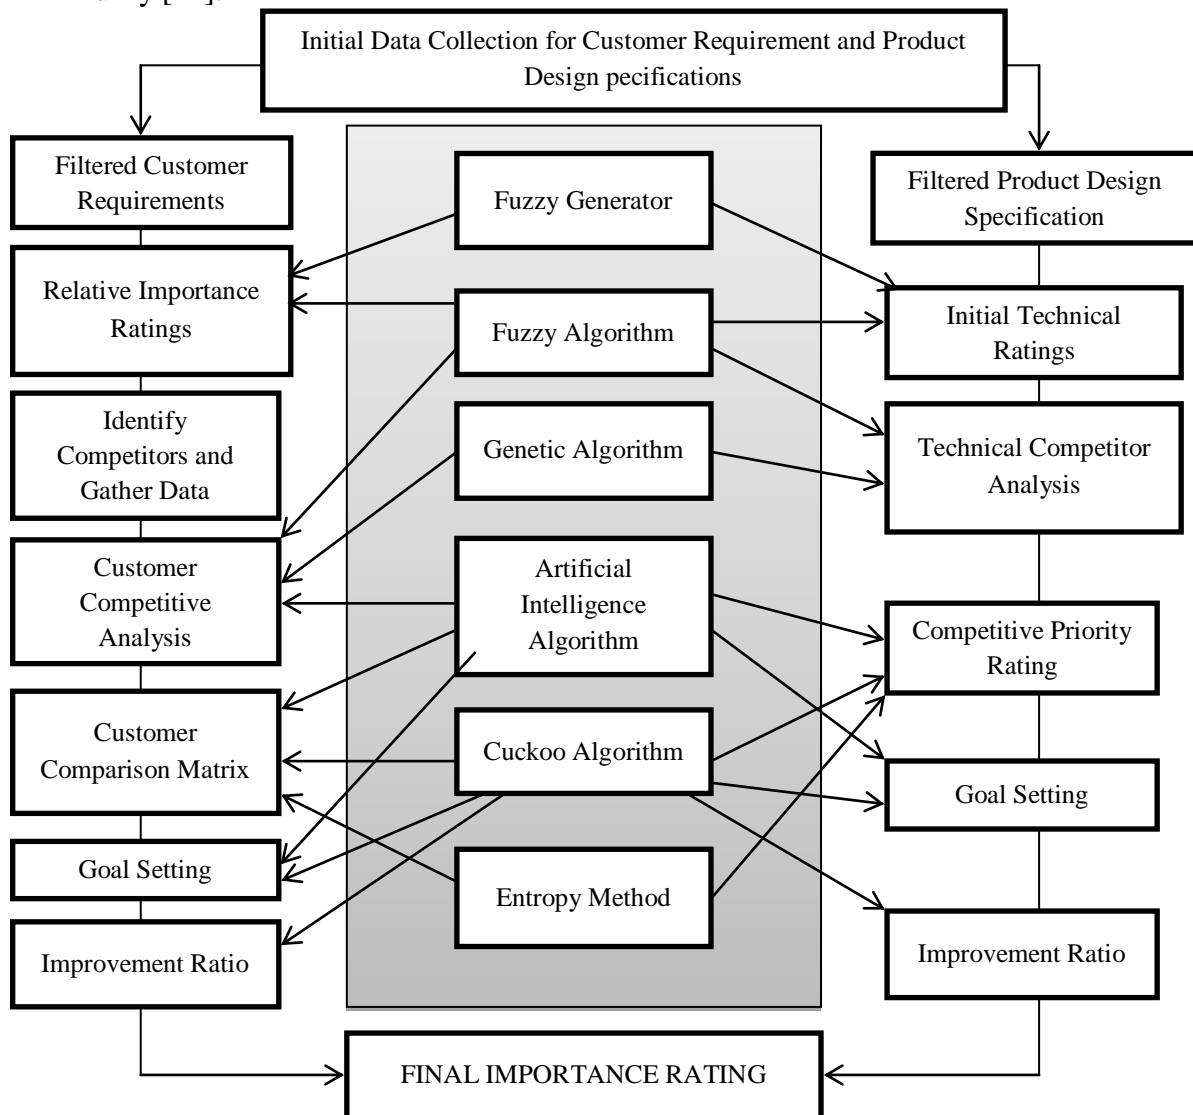 Initial Data Collection for Customer Requirement and Product
Design pecifications
Filtered Customer
Requirements
Relative Importance
Ratings
Identify
Competitors and
Gather Data
Customer
Competitive
Analysis
Customer
Comparison Matrix
Goal Setting
Improvement Ratio
Fuzzy Generator
Fuzzy Algorithm
Genetic Algorithm
Artificial
Intelligence
Algorithm
Cuckoo Algorithm
Entropy Method
Filtered Product Design
Specification
Initial Technical
Ratings
Technical Competitor
Analysis
Competitive Priority
Rating
Goal Setting
Improvement Ratio
FINAL IMPORTANCE RATING